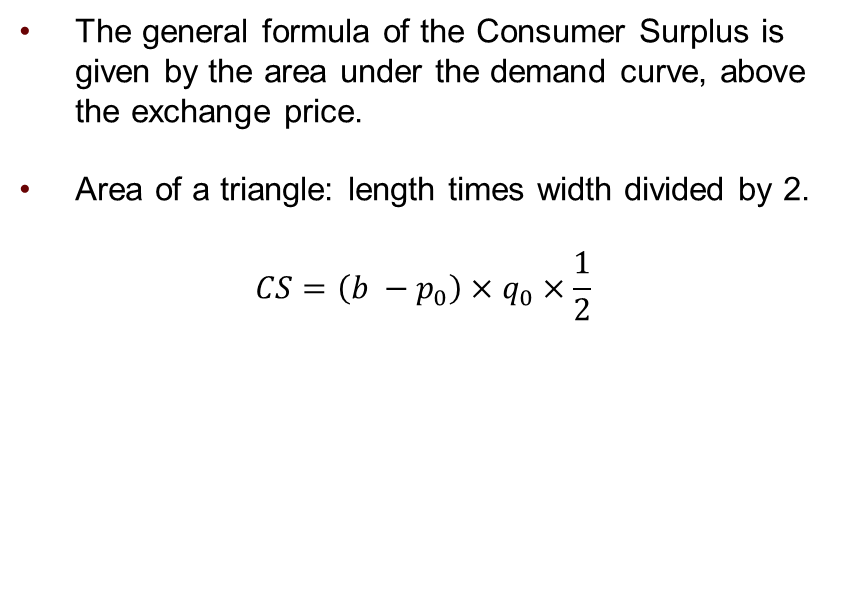 • The general formula of the Consumer Surplus is
given by the area under the demand curve, above
the exchange price.
• Area of a triangle: length times width divided by 2.
𝐶𝑆 = (𝑏 − 𝑝₀) × 𝑞₀ × 1/2